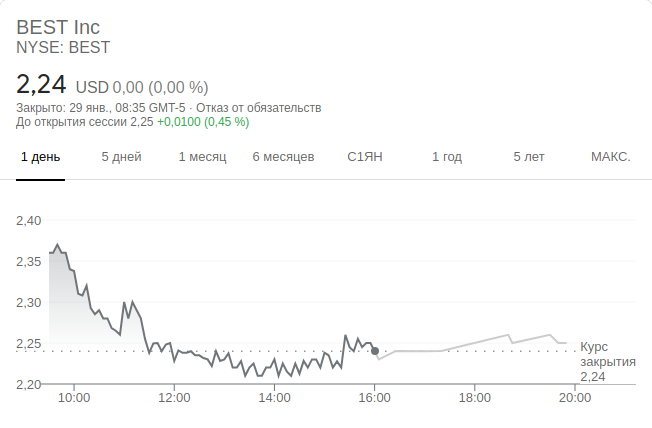 BEST Inc
NYSE: BEST
2,24 USD 0,00 (0,00 %)
Закрыто: 29 янв., 08:35 GMT-5 · Отказ от обязательств
До открытия сессии 2,25 +0,0100 (0,45 %)
1 день 5 дней 1 месяц 6 месяцев С1ЯН 1 год 5 лет МАКС.
2,40
2,35
2,30
2,25
Курс
закрытия
2,24
2,20
10:00 12:00 14:00 16:00 18:00 20:00